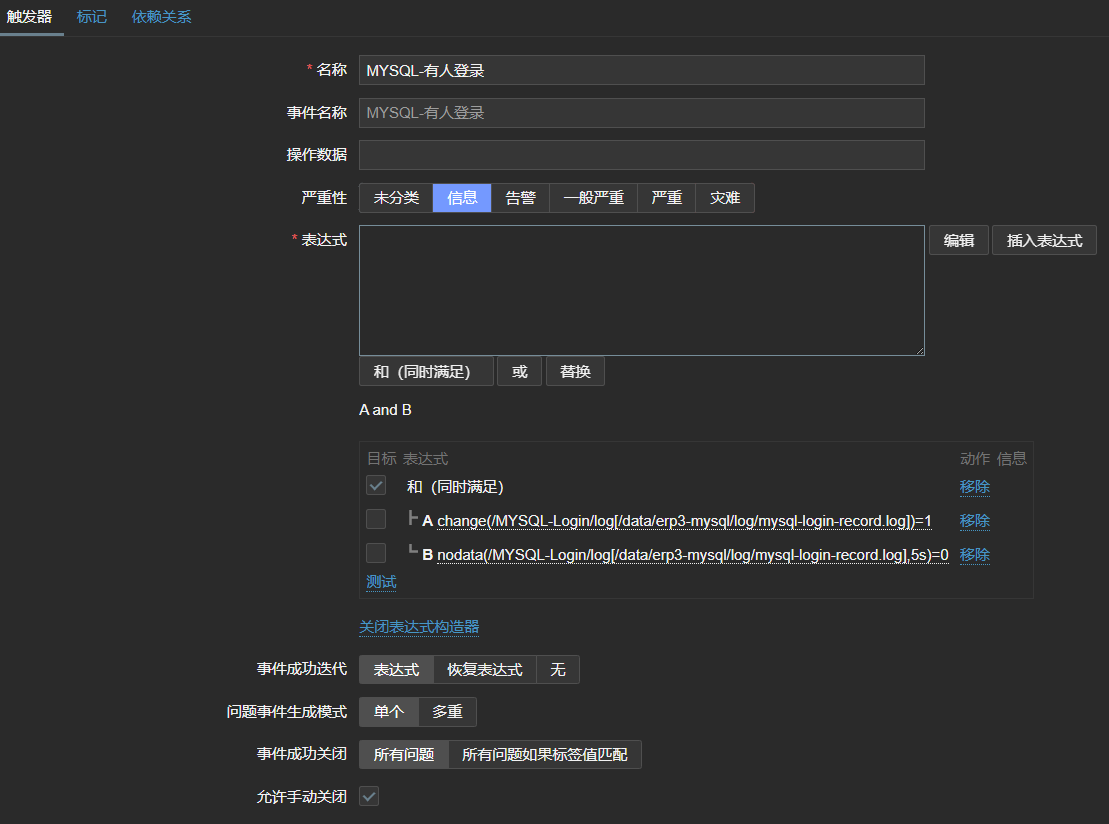 触发器 标记 依赖关系
* 名称 MYSQL-有人登录
事件名称 MYSQL-有人登录
操作数据
严重性 未分类 信息 告警 一般严重 严重 灾难
* 表达式 编辑 插入表达式
和（同时满足） 或 替换
A and B
目标 表达式 动作 信息
和（同时满足） 移除
A change(/MYSQL-Login/log[/data/erp3-mysql/log/mysql-login-record.log])=1 移除
B nodata(/MYSQL-Login/log[/data/erp3-mysql/log/mysql-login-record.log],5s)=0 移除
测试
关闭表达式构造器
事件成功迭代 表达式 恢复表达式 无
问题事件生成模式 单个 多重
事件成功关闭 所有问题 所有问题如果标签值匹配
允许手动关闭